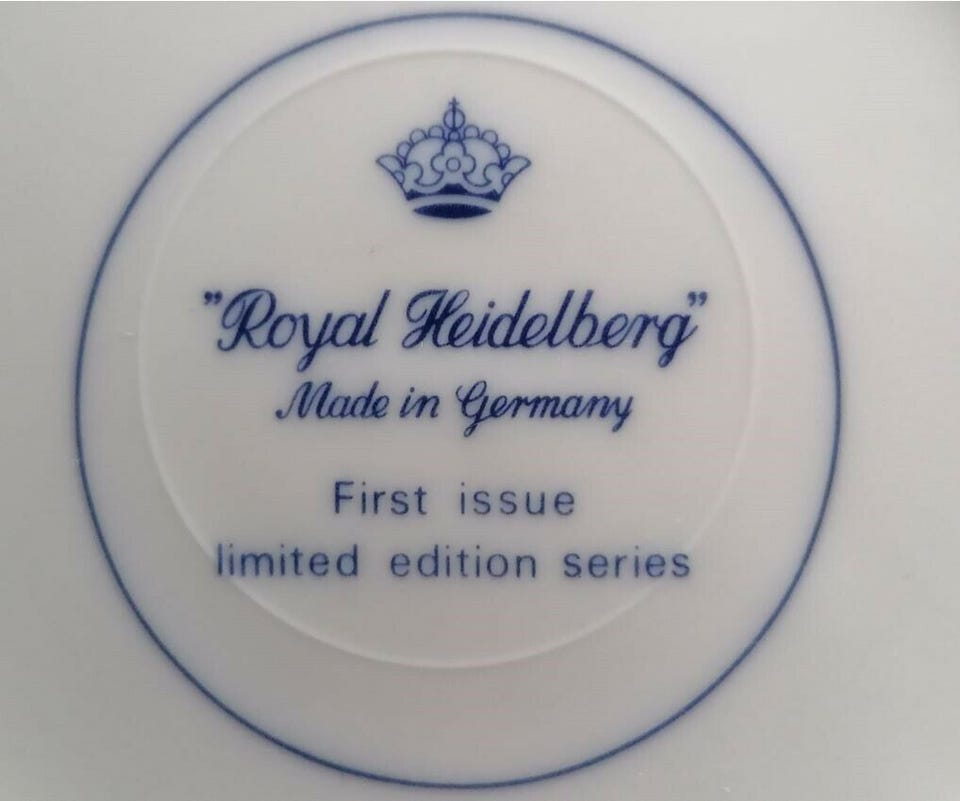 ”Royal Heidelberg”
Made in Germany
First issue
limited edition series